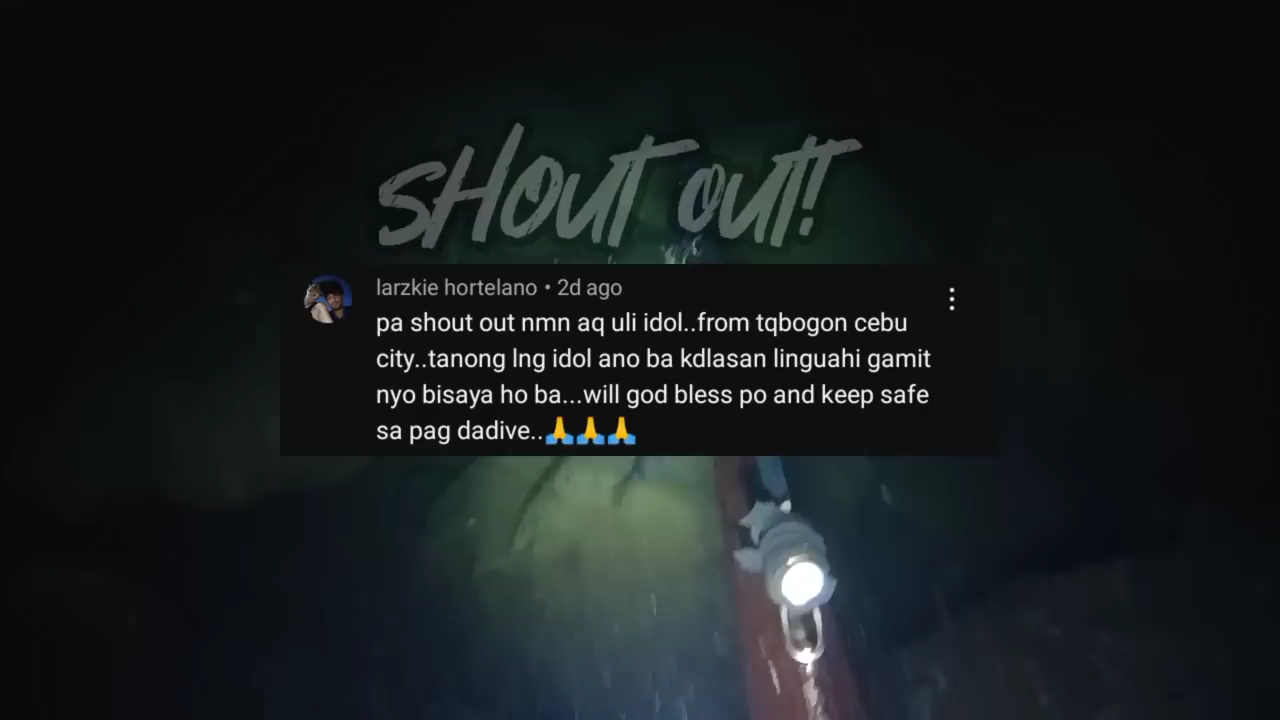 SHOUT OUT!
larzkie hortelano • 2d ago
pa shout out nmn aq uli idol..from tqbogon cebu
city..tanong lng idol ano ba kdlasan linguahi gamit
nyo bisaya ho ba...will god bless po and keep safe
sa pag dadive..🙏🙏🙏